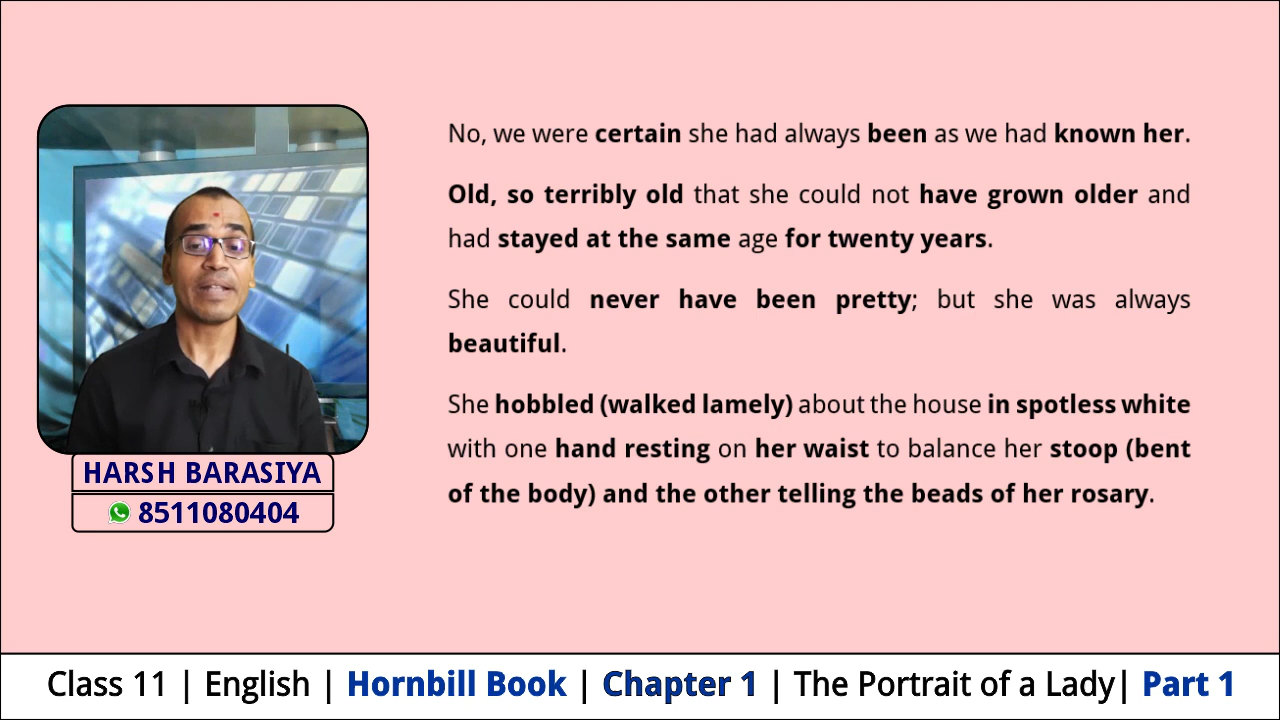 No, we were certain she had always been as we had known her.
Old, so terribly old that she could not have grown older and
had stayed at the same age for twenty years.
She could never have been pretty; but she was always
beautiful.
She hobbled (walked lamely) about the house in spotless white
with one hand resting on her waist to balance her stoop (bent
of the body) and the other telling the beads of her rosary.
HARSH BARASIYA
8511080404
Class 11 | English | Hornbill Book | Chapter 1 | The Portrait of a Lady| Part 1